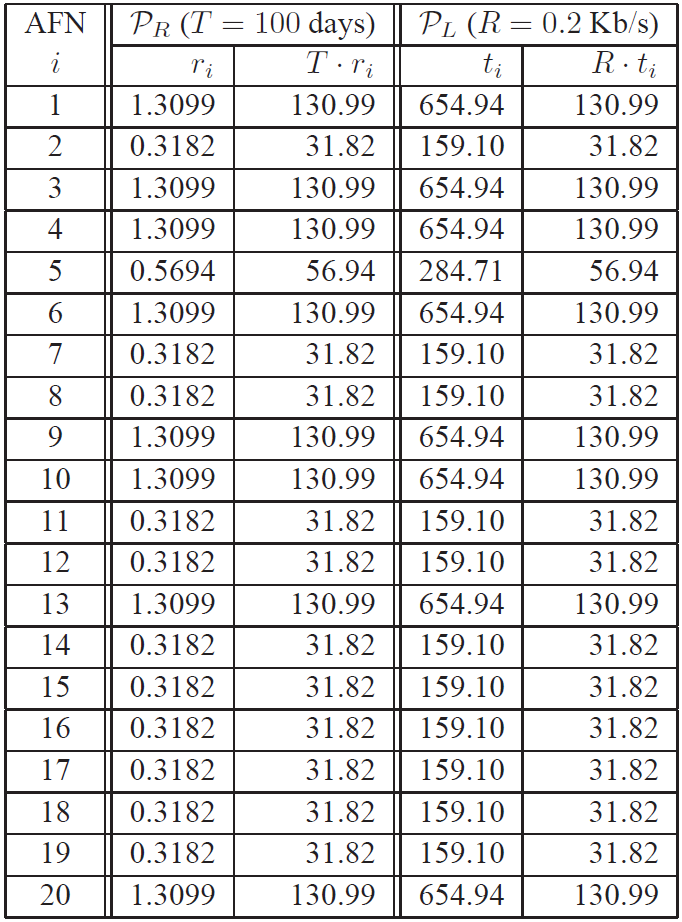 AFN 𝒫_R (T = 100 days) 𝒫_L (R = 0.2 Kb/s)
i r_i T · r_i t_i R · t_i
1 1.3099 130.99 654.94 130.99
2 0.3182 31.82 159.10 31.82
3 1.3099 130.99 654.94 130.99
4 1.3099 130.99 654.94 130.99
5 0.5694 56.94 284.71 56.94
6 1.3099 130.99 654.94 130.99
7 0.3182 31.82 159.10 31.82
8 0.3182 31.82 159.10 31.82
9 1.3099 130.99 654.94 130.99
10 1.3099 130.99 654.94 130.99
11 0.3182 31.82 159.10 31.82
12 0.3182 31.82 159.10 31.82
13 1.3099 130.99 654.94 130.99
14 0.3182 31.82 159.10 31.82
15 0.3182 31.82 159.10 31.82
16 0.3182 31.82 159.10 31.82
17 0.3182 31.82 159.10 31.82
18 0.3182 31.82 159.10 31.82
19 0.3182 31.82 159.10 31.82
20 1.3099 130.99 654.94 130.99